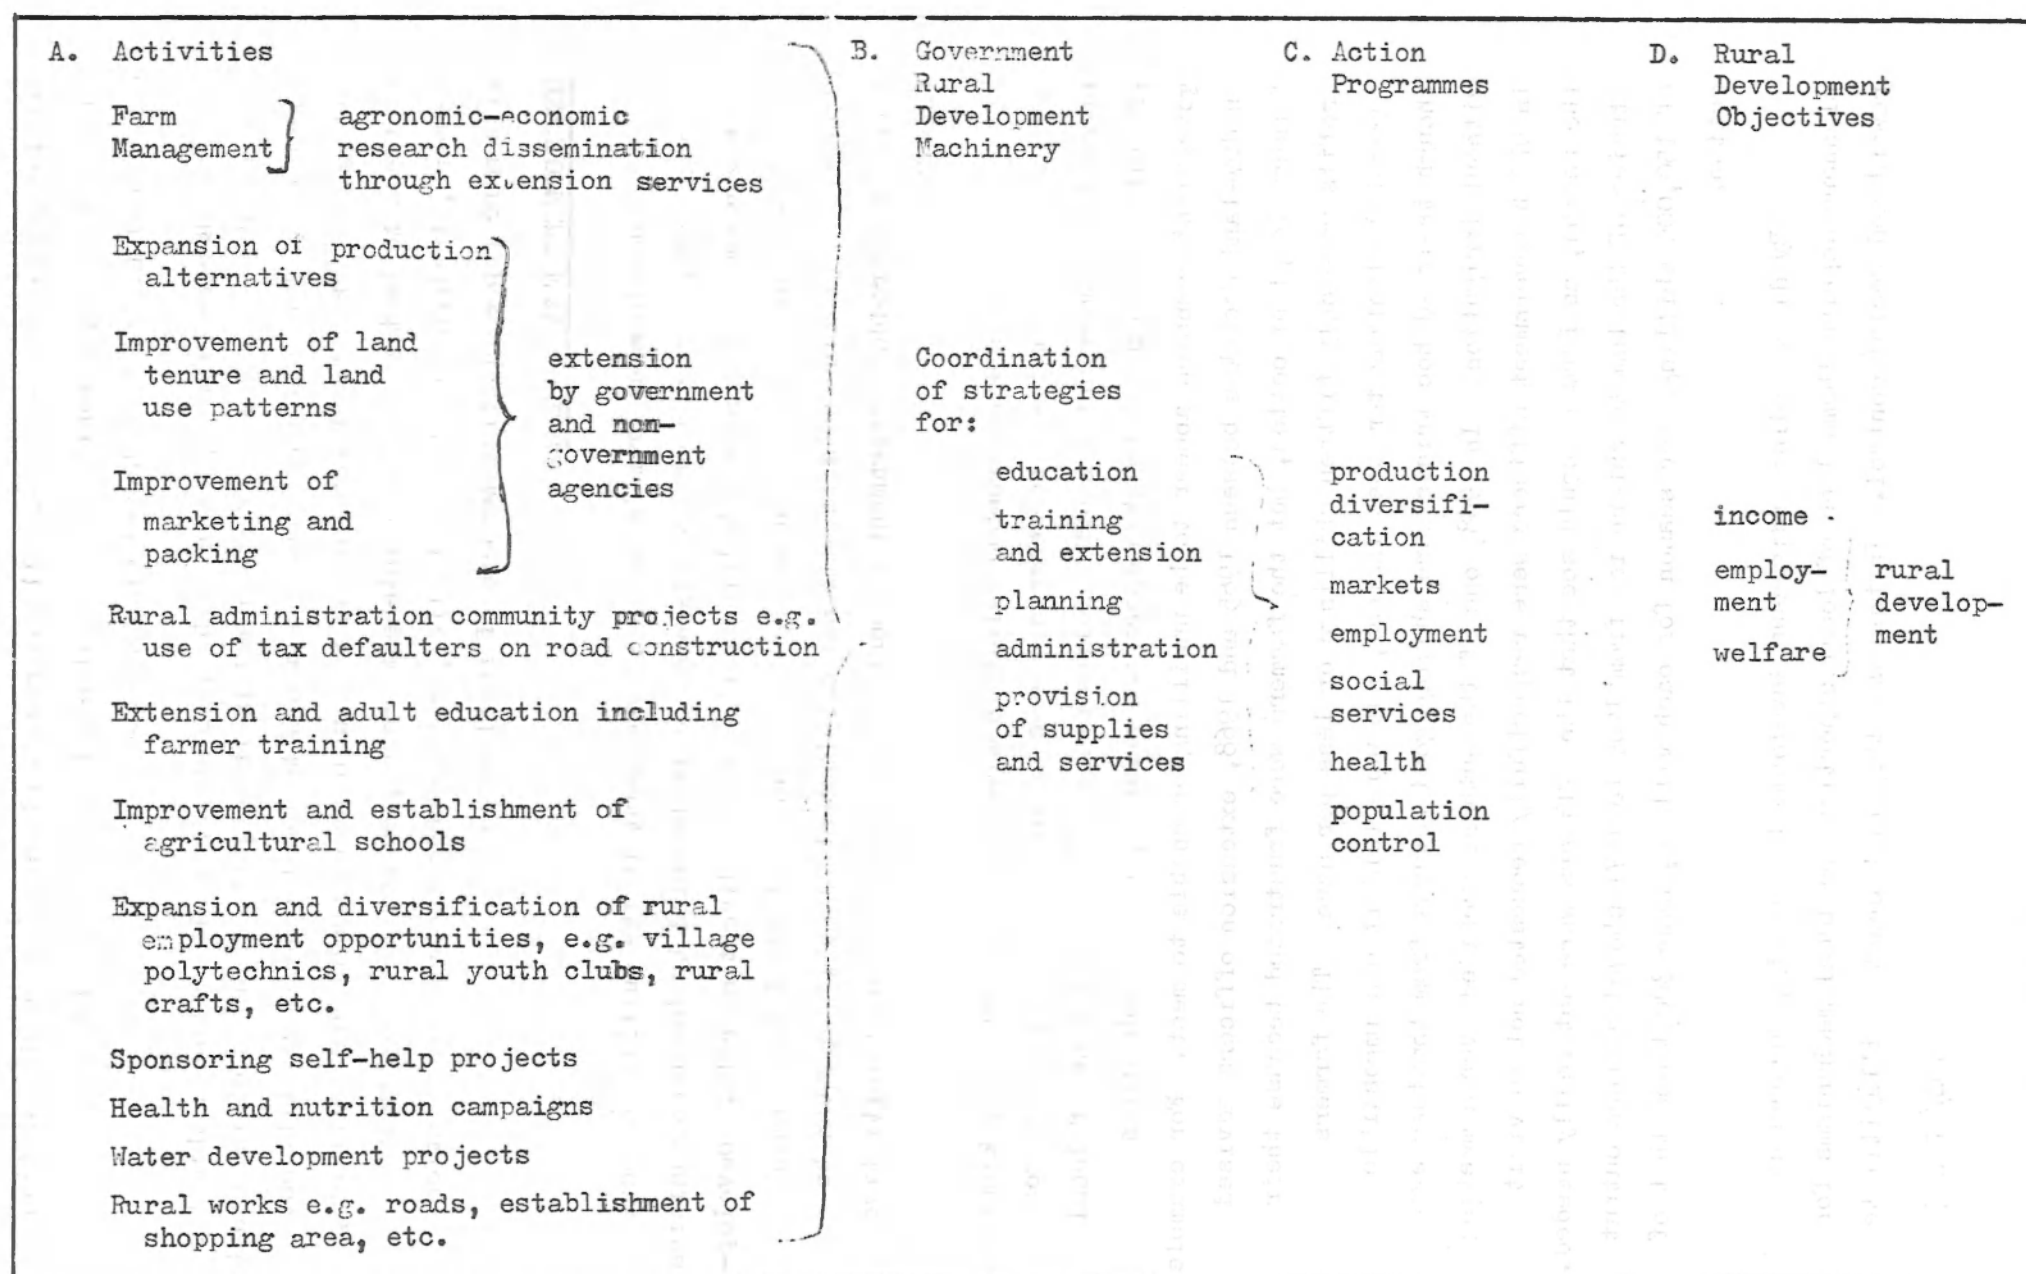 A. Activities
Farm
Management
agronomic-economic
research dissemination
through extension services
Expansion of production
alternatives
Improvement of land
tenure and land
use patterns
Improvement of
marketing and
packing
extension
by government
and non-
government
agencies
Rural administration community projects e.g.
use of tax defaulters on road construction
Extension and adult education including
farmer training
Improvement and establishment of
agricultural schools
Expansion and diversification of rural
employment opportunities, e.g. village
polytechnics, rural youth clubs, rural
crafts, etc.
Sponsoring self-help projects
Health and nutrition campaigns
Water development projects
Rural works e.g. roads, establishment of
shopping area, etc.
B. Government
Rural
Development
Machinery
Coordination
of strategies
for:
education
training
and extension
planning
administration
provision
of supplies
and services
C. Action
Programmes
production
diversifi-
cation
markets
employment
social
services
health
population
control
D. Rural
Development
Objectives
income
employ-
ment
welfare
rural
develop-
ment